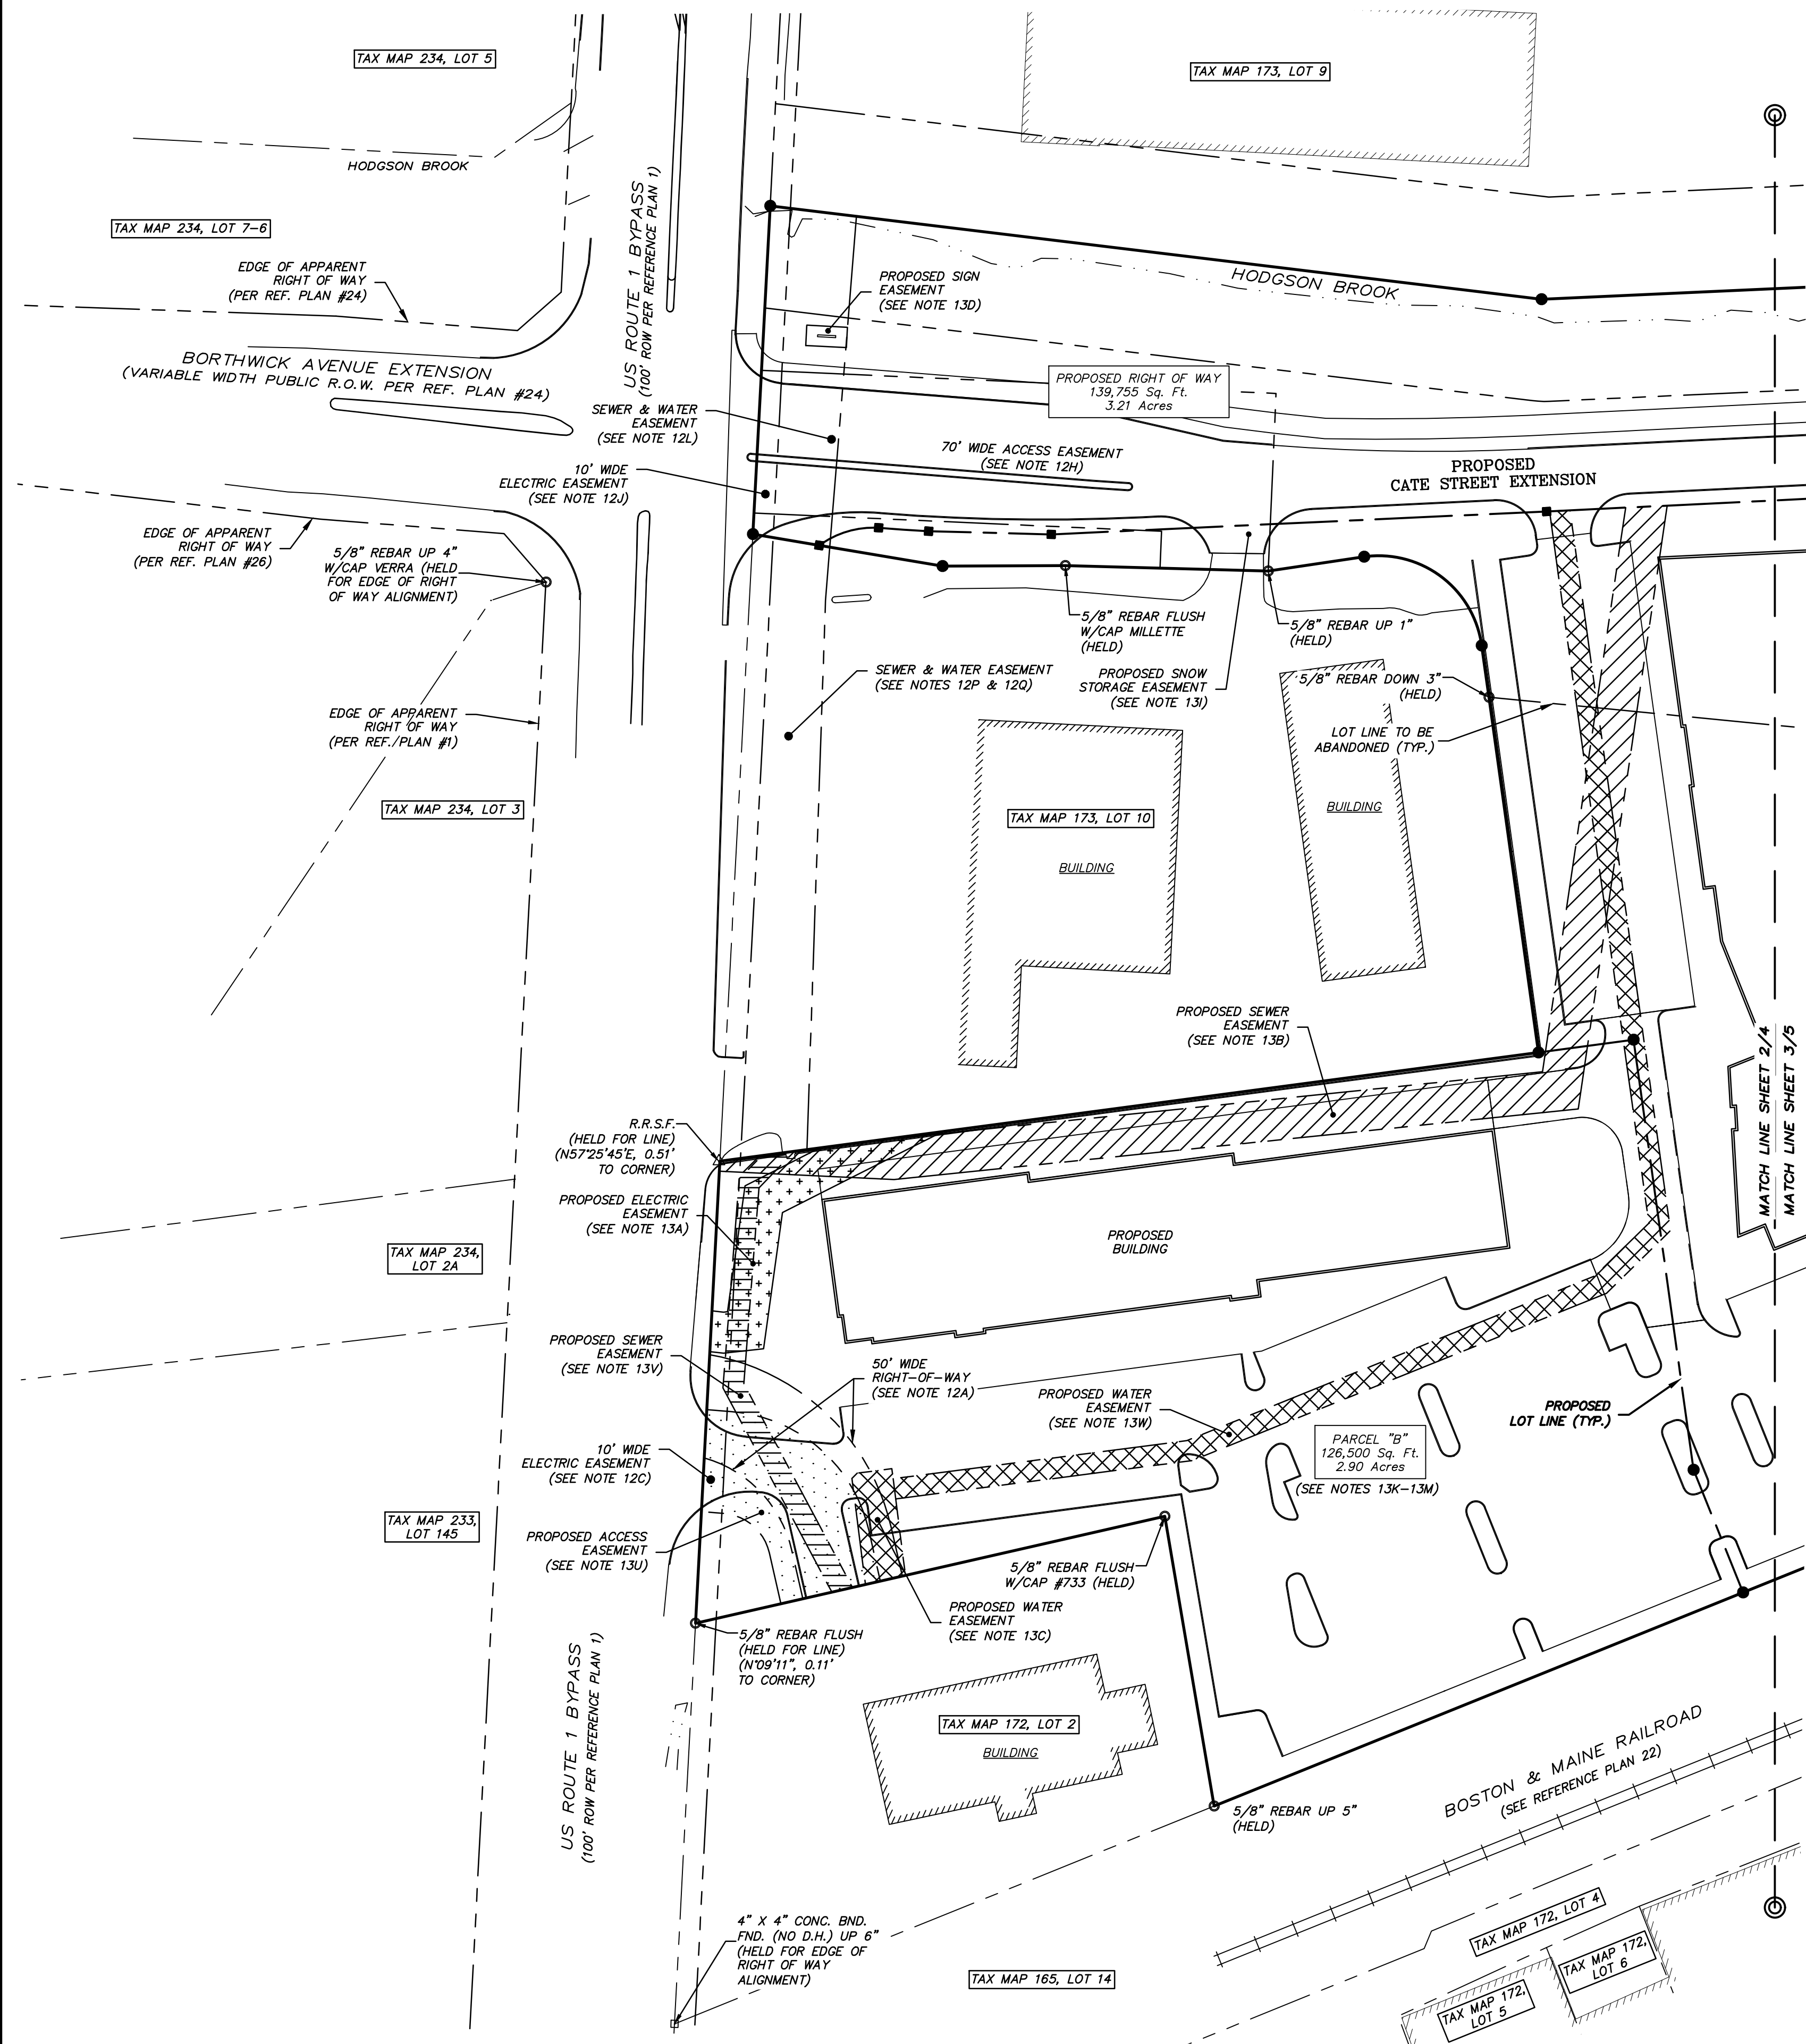 TAX MAP 234, LOT 5
TAX MAP 173, LOT 9
HODGSON BROOK
TAX MAP 234, LOT 7-6
EDGE OF APPARENT
RIGHT OF WAY
(PER REF. PLAN #24)
US ROUTE 1 BYPASS
(100' ROW PER REFERENCE PLAN 1)
PROPOSED SIGN
EASEMENT
(SEE NOTE 13D)
HODGSON BROOK
BORTHWICK AVENUE EXTENSION
(VARIABLE WIDTH PUBLIC R.O.W. PER REF. PLAN #24)
PROPOSED RIGHT OF WAY
139,755 Sq. Ft.
3.21 Acres
SEWER & WATER
EASEMENT
(SEE NOTE 12L)
70' WIDE ACCESS EASEMENT
(SEE NOTE 12H)
PROPOSED
CATE STREET EXTENSION
10' WIDE
ELECTRIC EASEMENT
(SEE NOTE 12J)
EDGE OF APPARENT
RIGHT OF WAY
(PER REF. PLAN #26)
5/8" REBAR UP 4"
W/CAP VERRA (HELD
FOR EDGE OF RIGHT
OF WAY ALIGNMENT)
5/8" REBAR FLUSH
W/CAP MILLETTE
(HELD)
5/8" REBAR UP 1"
(HELD)
SEWER & WATER EASEMENT
(SEE NOTES 12P & 12Q)
PROPOSED SNOW
STORAGE EASEMENT
(SEE NOTE 13I)
5/8" REBAR DOWN 3"
(HELD)
EDGE OF APPARENT
RIGHT OF WAY
(PER REF./PLAN #1)
LOT LINE TO BE
ABANDONED (TYP.)
TAX MAP 234, LOT 3
TAX MAP 173, LOT 10
BUILDING
BUILDING
PROPOSED SEWER
EASEMENT
(SEE NOTE 13B)
MATCH LINE SHEET 2/4
MATCH LINE SHEET 3/5
R.R.S.F.
(HELD FOR LINE)
(N57°25'45"E, 0.51'
TO CORNER)
PROPOSED ELECTRIC
EASEMENT
(SEE NOTE 13A)
PROPOSED
BUILDING
TAX MAP 234,
LOT 2A
PROPOSED SEWER
EASEMENT
(SEE NOTE 13V)
50' WIDE
RIGHT-OF-WAY
(SEE NOTE 12A)
PROPOSED WATER
EASEMENT
(SEE NOTE 13W)
PROPOSED
LOT LINE (TYP.)
10' WIDE
ELECTRIC EASEMENT
(SEE NOTE 12C)
PARCEL "B"
126,500 Sq. Ft.
2.90 Acres
(SEE NOTES 13K-13M)
TAX MAP 233,
LOT 145
PROPOSED ACCESS
EASEMENT
(SEE NOTE 13U)
5/8" REBAR FLUSH
W/CAP #733 (HELD)
PROPOSED WATER
EASEMENT
(SEE NOTE 13C)
5/8" REBAR FLUSH
(HELD FOR LINE)
(N°09'11", 0.11'
TO CORNER)
US ROUTE 1 BYPASS
(100' ROW PER REFERENCE PLAN 1)
TAX MAP 172, LOT 2
BUILDING
BOSTON & MAINE RAILROAD
(SEE REFERENCE PLAN 22)
5/8" REBAR UP 5"
(HELD)
4" X 4" CONC. BND.
FND. (NO D.H.) UP 6"
(HELD FOR EDGE OF
RIGHT OF WAY
ALIGNMENT)
TAX MAP 165, LOT 14
TAX MAP 172, LOT 4
TAX MAP 172,
LOT 6
TAX MAP 172,
LOT 5